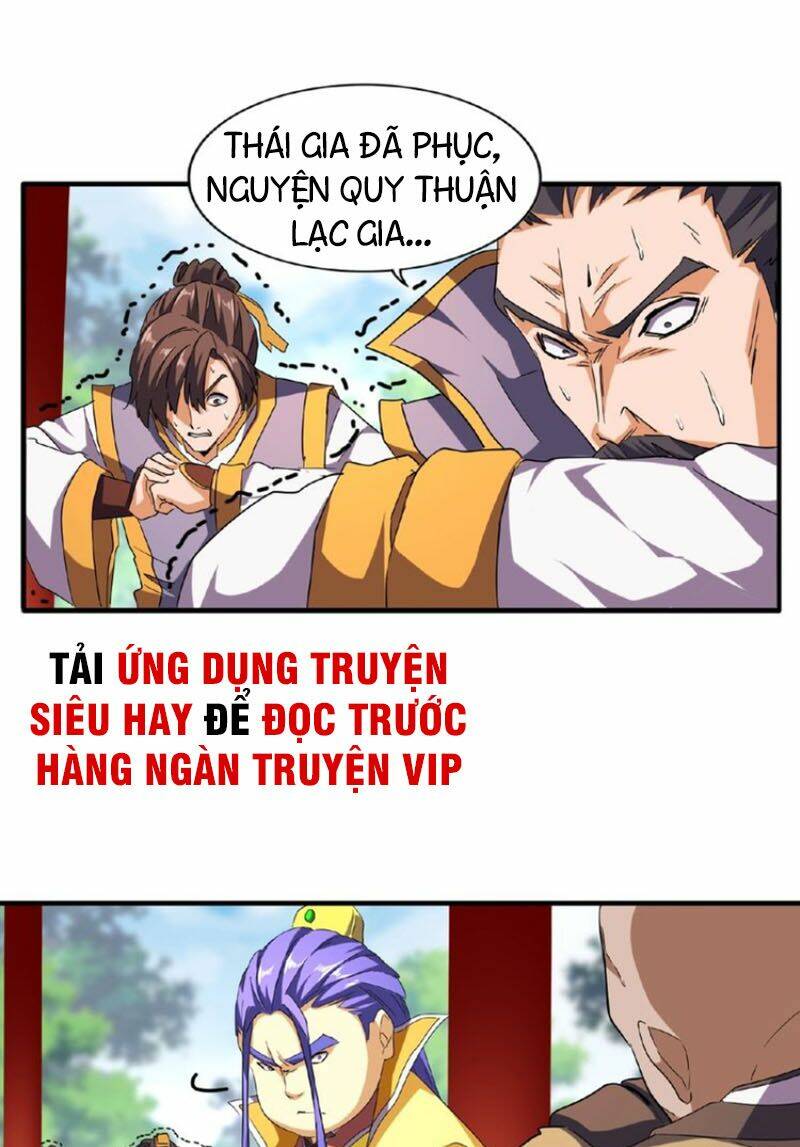 THÁI GIA ĐÃ PHỤC,
NGUYỆN QUY THUẬN
LẠC GIA...
TẢI ỨNG DỤNG TRUYỆN
SIÊU HAY ĐỂ ĐỌC TRƯỚC
HÀNG NGÀN TRUYỆN VIP